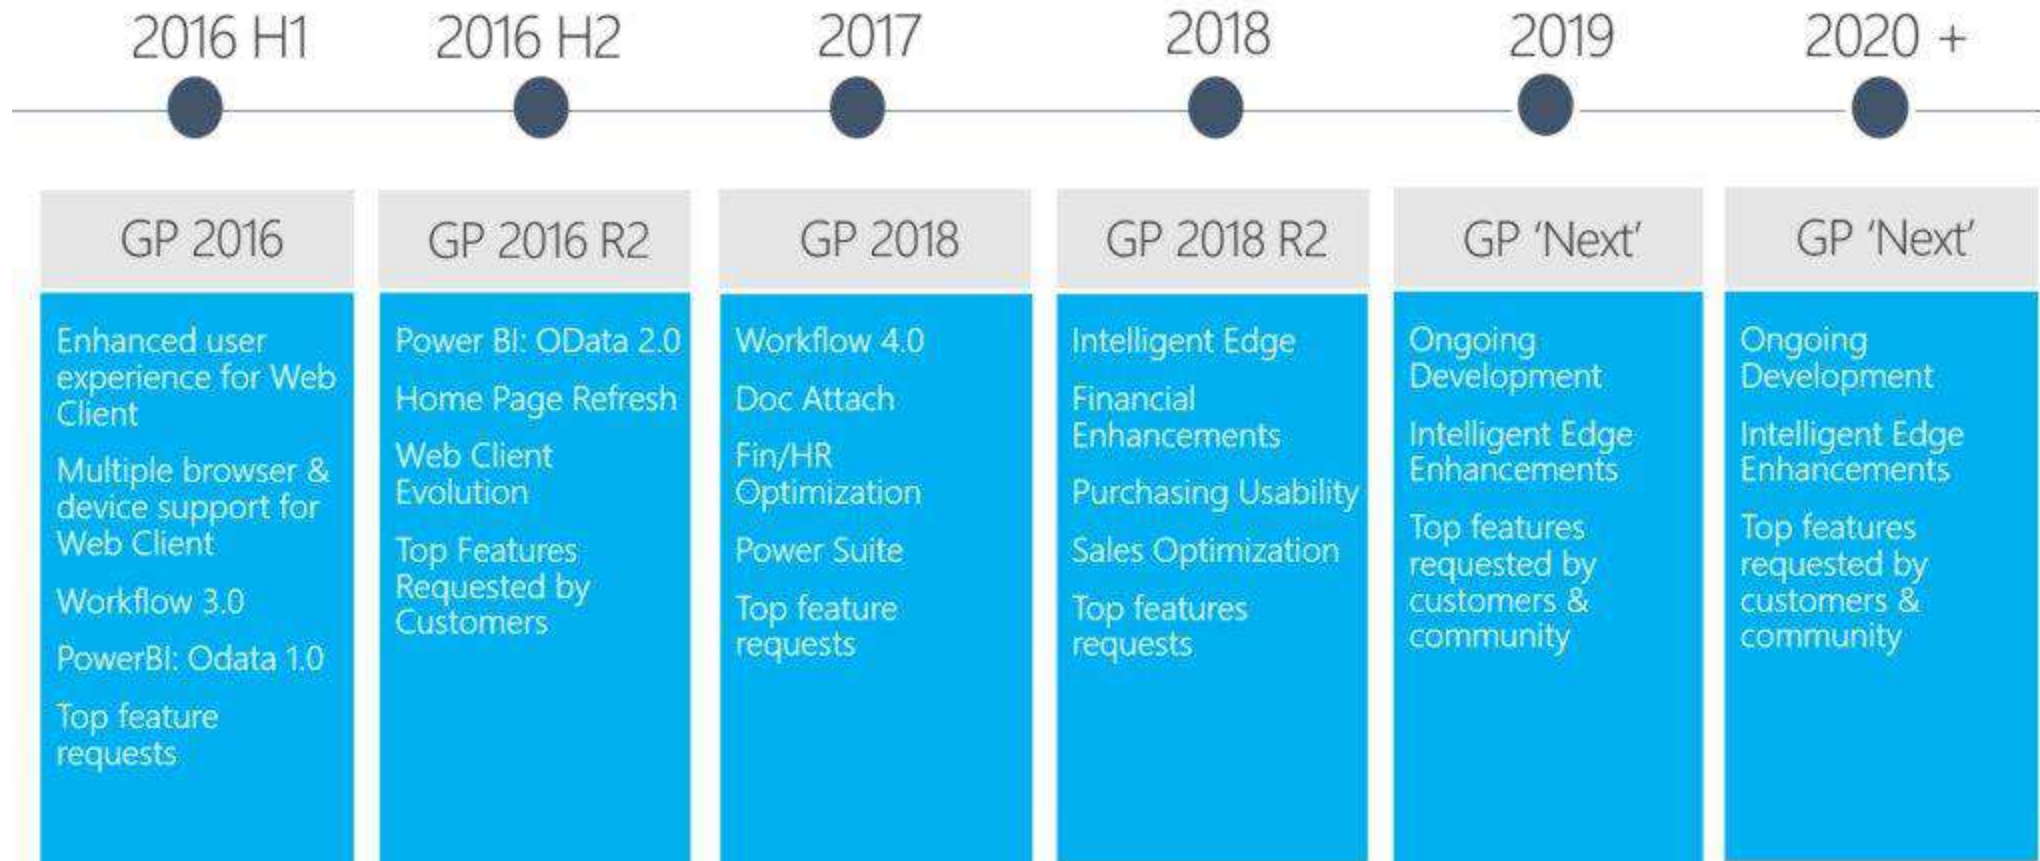 2016 H1
2016 H2
2017
2018
2019
2020 +
GP 2016
GP 2016 R2
GP 2018
GP 2018 R2
GP 'Next'
GP 'Next'
Enhanced user
experience for Web
Client
Multiple browser &
device support for
Web Client
Workflow 3.0
PowerBI: Odata 1.0
Top feature
requests
Power BI: OData 2.0
Home Page Refresh
Web Client
Evolution
Top Features
Requested by
Customers
Workflow 4.0
Doc Attach
Fin/HR
Optimization
Power Suite
Top feature
requests
Intelligent Edge
Financial
Enhancements
Purchasing Usability
Sales Optimization
Top features
requests
Ongoing
Development
Intelligent Edge
Enhancements
Top features
requested by
customers &
community
Ongoing
Development
Intelligent Edge
Enhancements
Top features
requested by
customers &
community